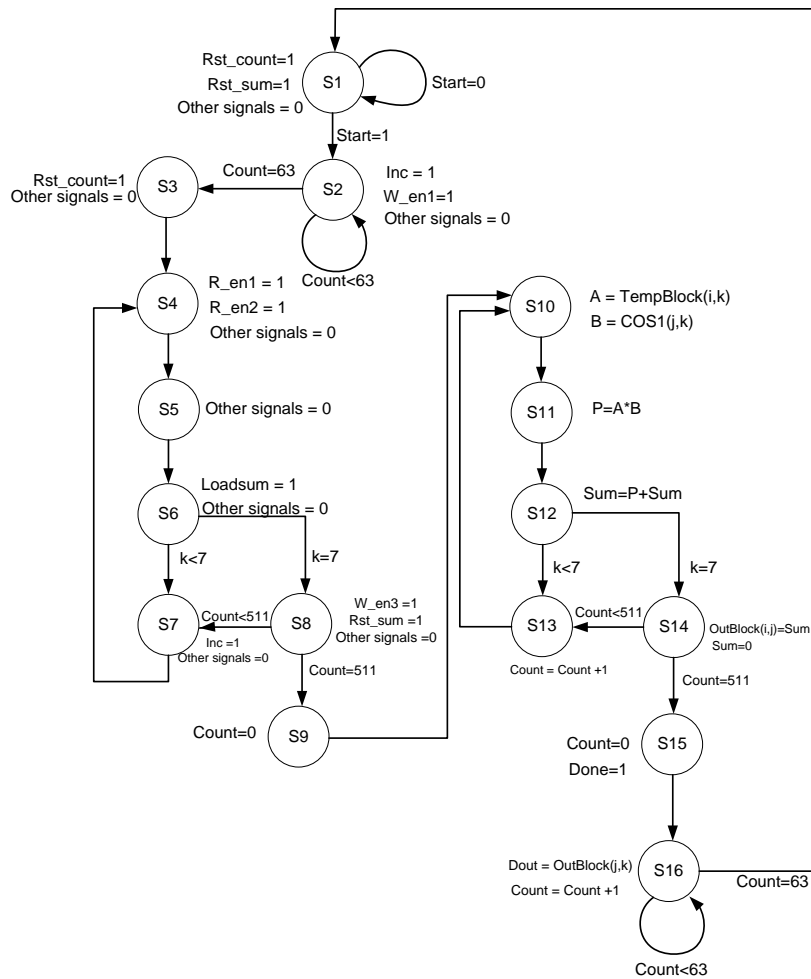 Rst_count=1
Rst_sum=1
Other signals = 0
S1
Start=0
Start=1
Count=63
Rst_count=1
Other signals = 0
S3
S2
Inc = 1
W_en1=1
Other signals = 0
Count<63
S4
R_en1 = 1
R_en2 = 1
Other signals = 0
S5
Other signals = 0
S6
Loadsum = 1
Other signals = 0
k<7
k=7
S7
Count<511
Inc =1
Other signals =0
S8
W_en3 =1
Rst_sum =1
Other signals =0
Count=511
Count=0
S9
S10
A = TempBlock(i,k)
B = COS1(j,k)
S11
P=A*B
S12
Sum=P+Sum
k<7
k=7
S13
Count<511
Count = Count +1
S14
OutBlock(i,j)=Sum
Sum=0
Count=511
Count=0
Done=1
S15
Dout = OutBlock(j,k)
Count = Count +1
S16
Count=63
Count<63